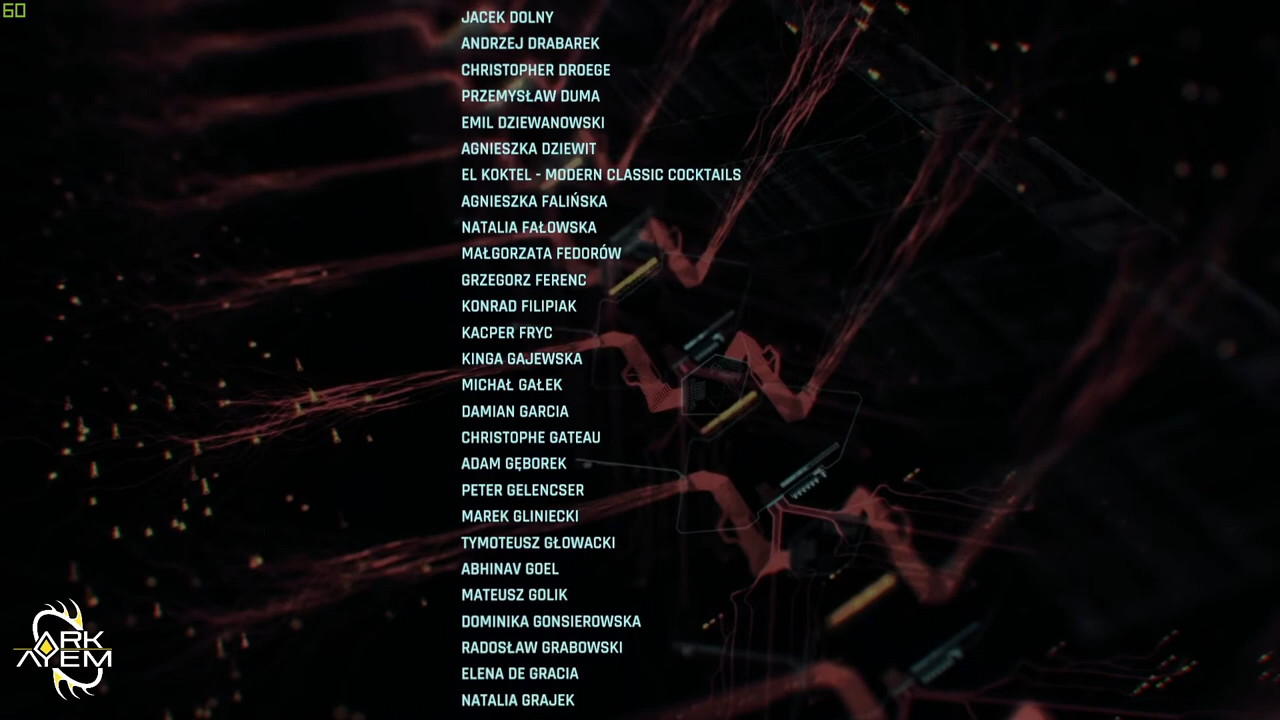 60
JACEK DOLNY
ANDRZEJ DRABAREK
CHRISTOPHER DROEGE
PRZEMYSŁAW DUMA
EMIL DZIEWANOWSKI
AGNIESZKA DZIEWIT
EL KOKTEL - MODERN CLASSIC COCKTAILS
AGNIESZKA FALIŃSKA
NATALIA FAŁOWSKA
MAŁGORZATA FEDORÓW
GRZEGORZ FERENC
KONRAD FILIPIAK
KACPER FRYC
KINGA GAJEWSKA
MICHAŁ GAŁEK
DAMIAN GARCIA
CHRISTOPHE GATEAU
ADAM GĘBOREK
PETER GELENCSER
MAREK GLINIECKI
TYMOTEUSZ GŁOWACKI
ABHINAV GOEL
MATEUSZ GOLIK
DOMINIKA GONSIEROWSKA
RADOSŁAW GRABOWSKI
ELENA DE GRACIA
NATALIA GRAJEK
ARK
AYEM